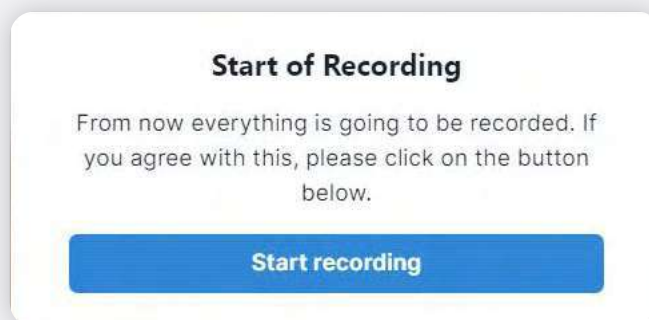 Start of Recording
From now everything is going to be recorded. If
you agree with this, please click on the button
below.
Start recording